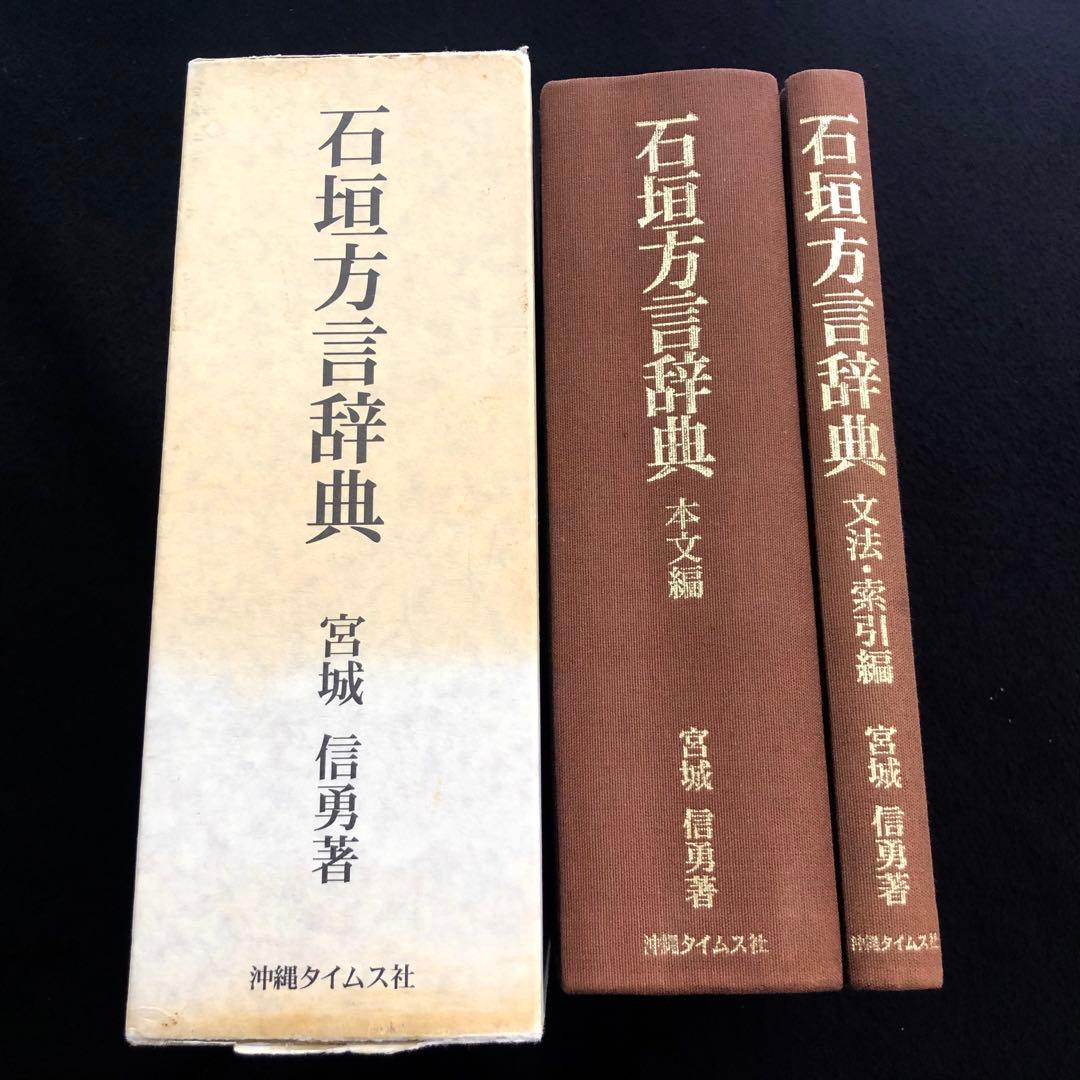 石垣方言辞典
宮城 信勇著
沖縄タイムス社
石垣方言辞典
本文編
宮城 信勇著
沖縄タイムス社
石垣方言辞典
文法・索引編
宮城 信勇著
沖縄タイムス社